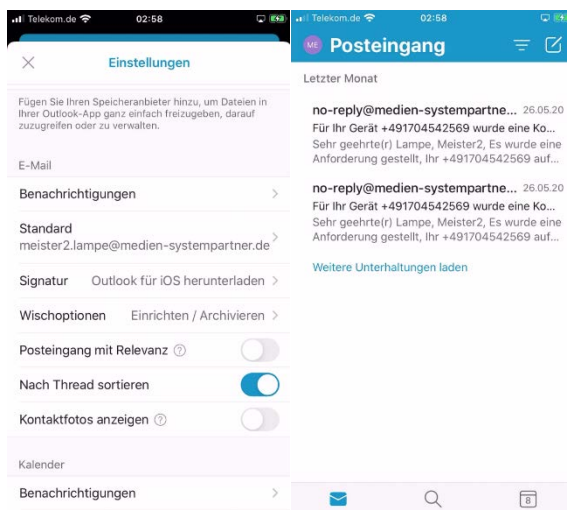 Telekom.de 02:58
Einstellungen
Fügen Sie Ihren Speicheranbieter hinzu, um Dateien in
Ihrer Outlook-App ganz einfach freizugeben, darauf
zuzugreifen oder zu verwalten.
E-Mail
Benachrichtigungen
Standard
meister2.lampe@medien-systempartner.de
Signatur Outlook für iOS herunterladen
Wischoptionen Einrichten / Archivieren
Posteingang mit Relevanz
Nach Thread sortieren
Kontaktfotos anzeigen
Kalender
Benachrichtigungen
Telekom.de 02:58
ME Posteingang
Letzter Monat
no-reply@medien-systempartne... 26.05.20
Für Ihr Gerät +491704542569 wurde eine Ko...
Sehr geehrte(r) Lampe, Meister2, Es wurde eine
Anforderung gestellt, Ihr +491704542569 auf...
no-reply@medien-systempartne... 26.05.20
Für Ihr Gerät +491704542569 wurde eine Ko...
Sehr geehrte(r) Lampe, Meister2, Es wurde eine
Anforderung gestellt, Ihr +491704542569 auf...
Weitere Unterhaltungen laden
8